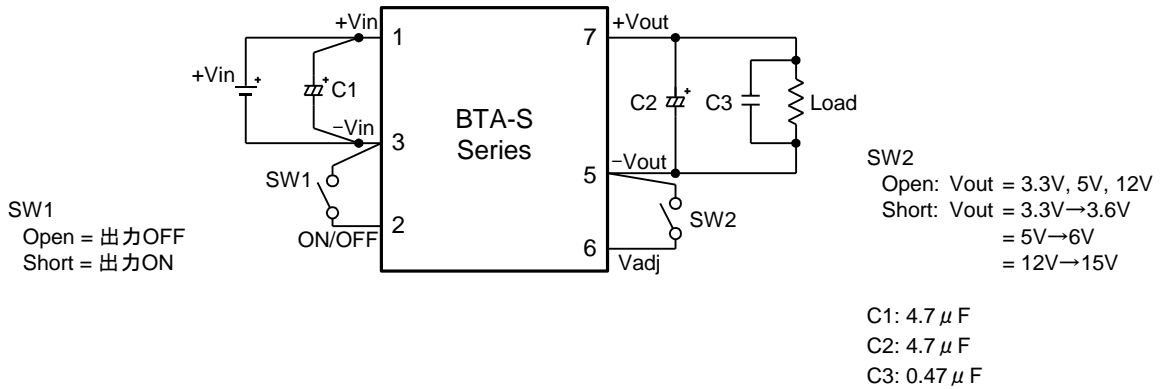 +Vin
+Vout
1
7
+Vin
+
+
C1
C2
+
C3
Load
BTA-S
Series
−Vin
3
−Vout
5
SW1
2
ON/OFF
SW2
6
Vadj
SW1
Open = 出力OFF
Short = 出力ON
SW2
Open: Vout = 3.3V, 5V, 12V
Short: Vout = 3.3V→3.6V
= 5V→6V
= 12V→15V
C1: 4.7 μ F
C2: 4.7 μ F
C3: 0.47 μ F